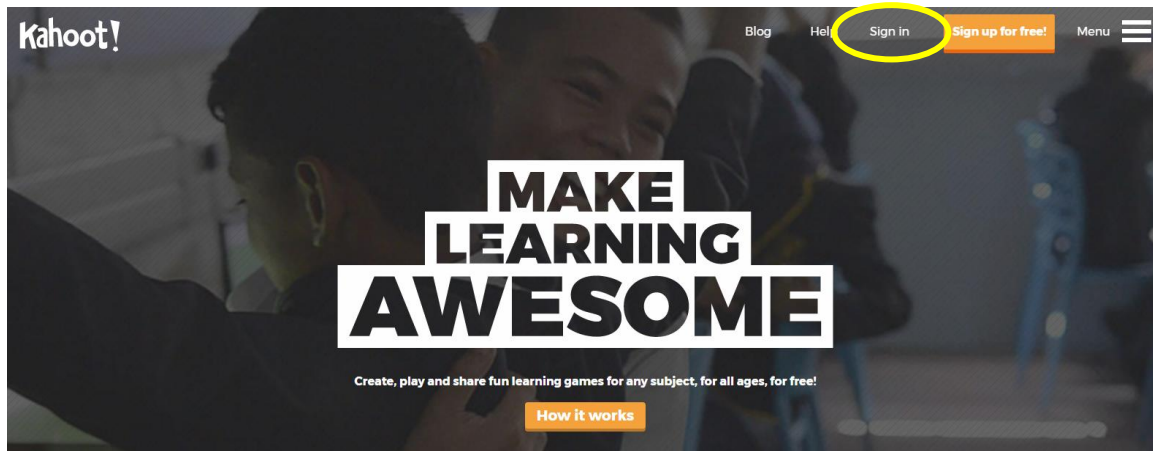 Kahoot!
Blog Help Sign in Sign up for free! Menu
MAKE
LEARNING
AWESOME
Create, play and share fun learning games for any subject, for all ages, for free!
How it works